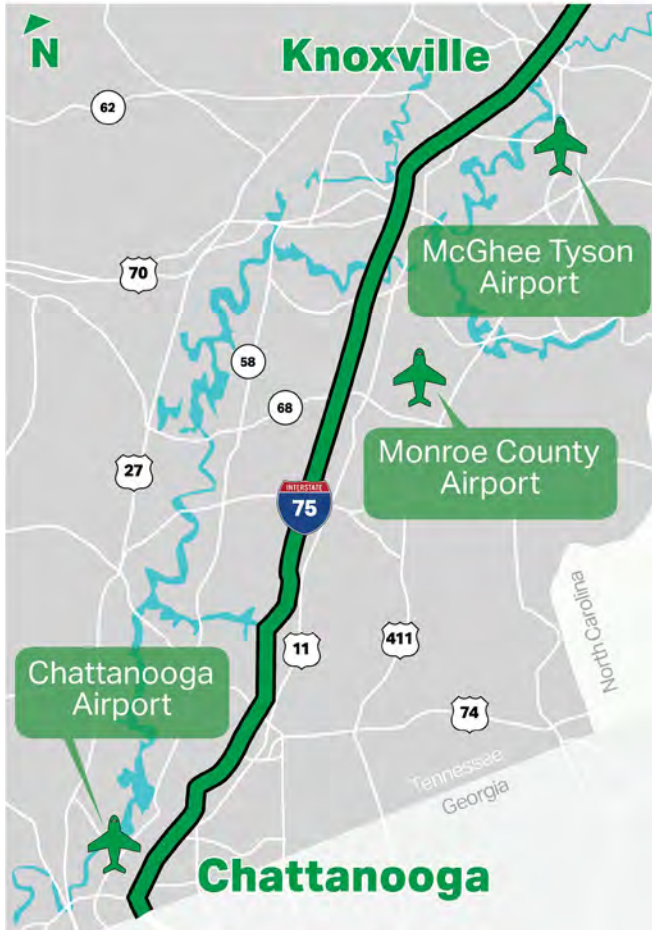 N
Knoxville
62
McGhee Tyson
Airport
70
58
68
Monroe County
Airport
27
INTERSTATE
75
North Carolina
11
411
Chattanooga
Airport
74
Tennessee
Georgia
Chattanooga